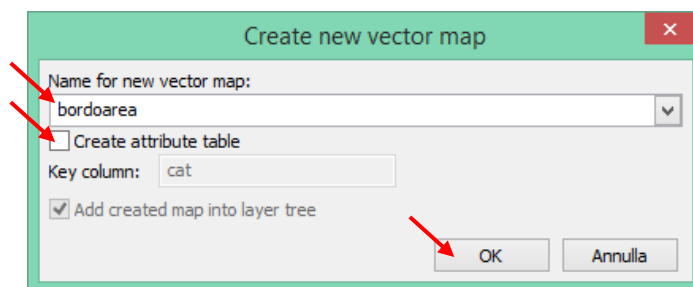 Create new vector map
Name for new vector map:
bordoarea
Create attribute table
Key column: cat
Add created map into layer tree
OK Annulla